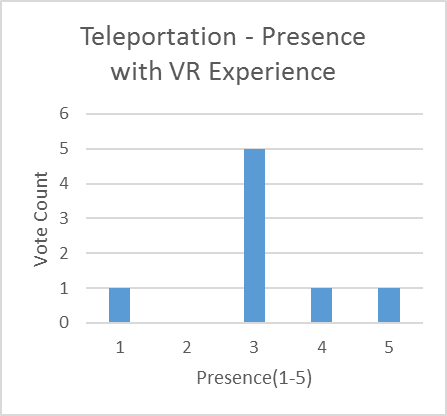 Teleportation - Presence
with VR Experience
6
5
4
3
2
1
0
Vote Count
1 2 3 4 5
Presence(1-5)